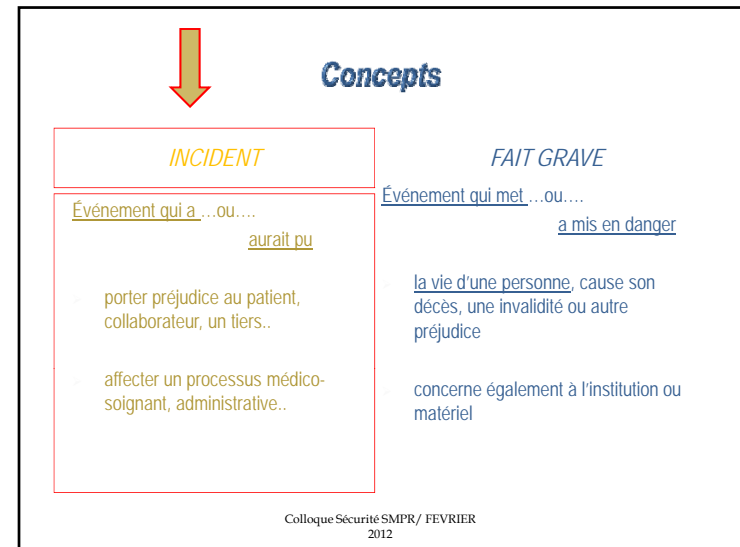 Concepts
INCIDENT
Événement qui a …ou….
aurait pu
porter préjudice au patient,
collaborateur, un tiers..
affecter un processus médico-
soignant, administrative..
FAIT GRAVE
Événement qui met …ou….
a mis en danger
la vie d’une personne, cause son
décès, une invalidité ou autre
préjudice
concerne également à l’institution ou
matériel
Colloque Sécurité SMPR/ FEVRIER
2012